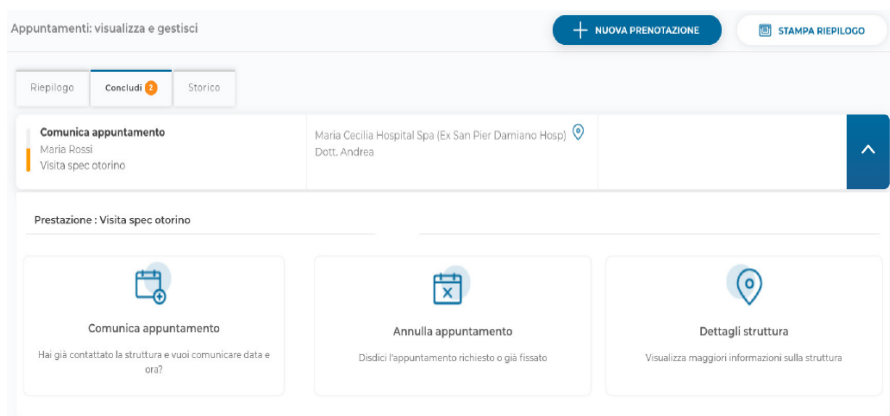 Appuntamenti: visualizza e gestisci
NUOVA PRENOTAZIONE
STAMPA RIEPILOGO
Riepilogo
Concludi 2
Storico
Comunica appuntamento
Maria Rossi
Visita spec otorino
Maria Cecilia Hospital Spa (Ex San Pier Damiano Hosp)
Dott. Andrea
Prestazione : Visita spec otorino
Comunica appuntamento
Hai già contattato la struttura e vuoi comunicare data e
ora?
Annulla appuntamento
Disdici l'appuntamento richiesto o già fissato
Dettagli struttura
Visualizza maggiori informazioni sulla struttura